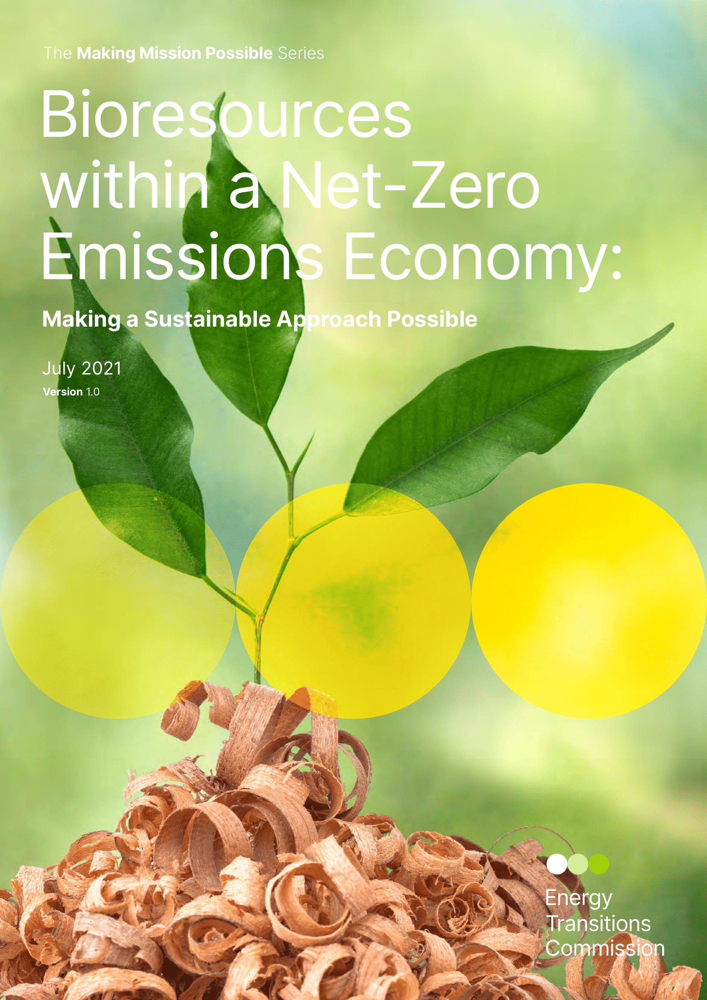 The Making Mission Possible Series
Bioresources
within a Net-Zero
Emissions Economy:
Making a Sustainable Approach Possible
July 2021
Version 1.0
Energy
Transitions
Commission